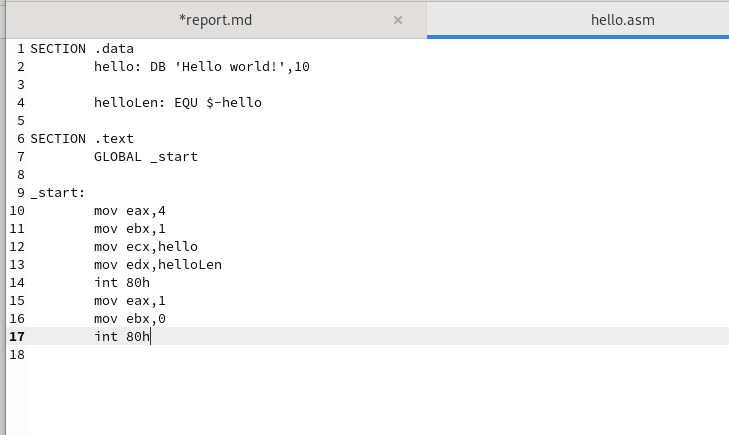 *report.md × hello.asm
1 SECTION .data
2         hello: DB 'Hello world!',10
3
4         helloLen: EQU $-hello
5
6 SECTION .text
7         GLOBAL _start
8
9 _start:
10         mov eax,4
11         mov ebx,1
12         mov ecx,hello
13         mov edx,helloLen
14         int 80h
15         mov eax,1
16         mov ebx,0
17         int 80h
18